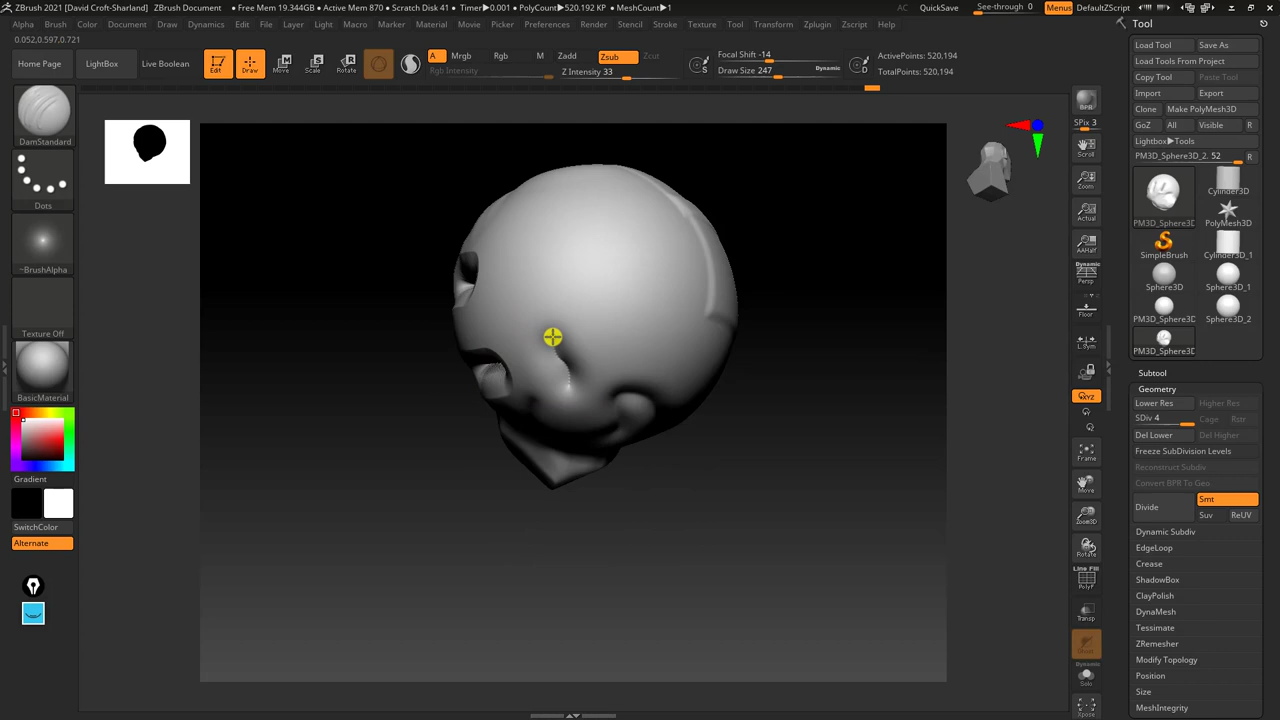 ZBrush 2021 [David Croft-Sharland] ZBrush Document • Free Mem 19.344GB • Active Mem 870 • Scratch Disk 41 • Timer▶0.001 • PolyCount▶520.192 KP • MeshCount▶1
AC QuickSave See-through 0 Menus DefaultZScript
Alpha Brush Color Document Draw Dynamics Edit File Layer Light Macro Marker Material Movie Picker Preferences Render Stencil Stroke Texture Tool Transform Zplugin Zscript Help
0.052,0.597,0.721
Home Page
LightBox
Live Boolean
Edit
Draw
Move
Scale
Rotate
A
Mrgb
Rgb
M
Zadd
Zsub
Zcut
Rgb Intensity
Z Intensity 33
S
Focal Shift -14
Draw Size 247
Dynamic
D
ActivePoints: 520,194
TotalPoints: 520,194
DamStandard
Dots
~BrushAlpha
Texture Off
BasicMaterial
Gradient
SwitchColor
Alternate
BPR
SPix 3
Scroll
Zoom
Actual
AAHalf
Dynamic
Persp
Floor
L.Sym
XYZ
Frame
Move
Zoom3D
Rotate
Line Fill
PolyF
Transp
Dynamic
Solo
Xpose
Tool
Load Tool
Save As
Load Tools From Project
Copy Tool
Paste Tool
Import
Export
Clone
Make PolyMesh3D
GoZ
All
Visible
R
Lightbox▶Tools
PM3D_Sphere3D_2. 52
R
Cylinder3D
PM3D_Sphere3D
PolyMesh3D
SimpleBrush
Cylinder3D_1
Sphere3D
Sphere3D_1
PM3D_Sphere3D
Sphere3D_2
PM3D_Sphere3D
Subtool
Geometry
Lower Res
Higher Res
SDiv 4
Cage
Rstr
Del Lower
Del Higher
Freeze SubDivision Levels
Reconstruct Subdiv
Convert BPR To Geo
Divide
Smt
Suv
ReUV
Dynamic Subdiv
EdgeLoop
Crease
ShadowBox
ClayPolish
DynaMesh
Tessimate
ZRemesher
Modify Topology
Position
Size
MeshIntegrity